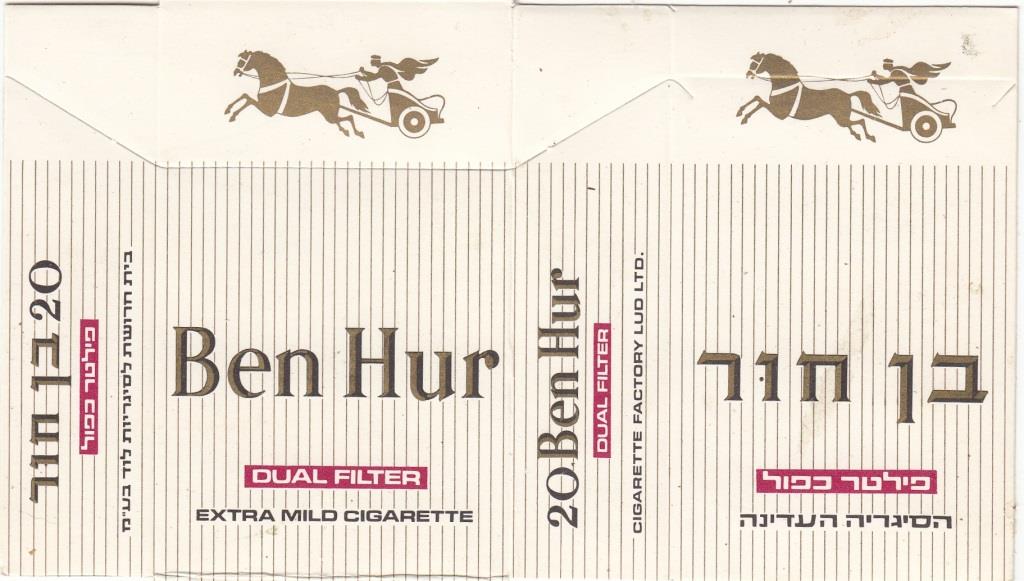 20 בן חור
פילטר כפול
בית חרושת לסיגריות לוד בע״מ
Ben Hur
DUAL FILTER
EXTRA MILD CIGARETTE
20 Ben Hur
DUAL FILTER
CIGARETTE FACTORY LUD LTD.
בן חור
פילטר כפול
הסיגריה העדינה